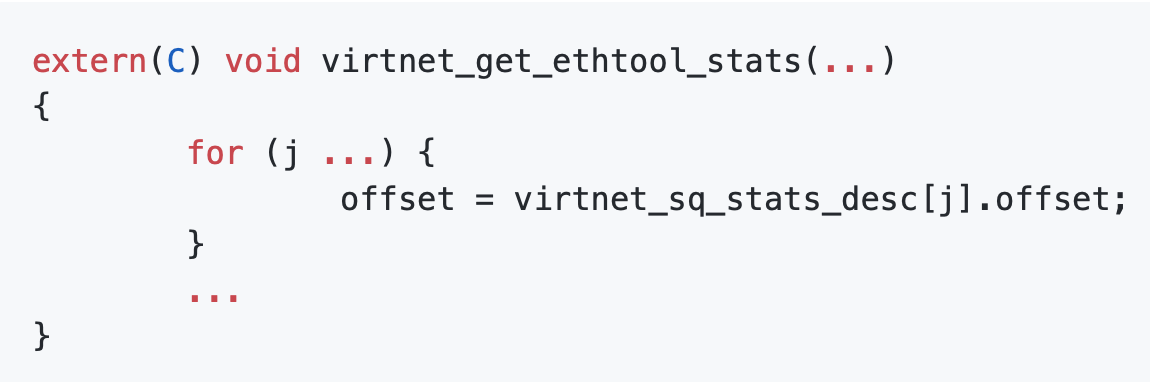 extern(C) void virtnet_get_ethtool_stats(...)
{
        for (j ...) {
                offset = virtnet_sq_stats_desc[j].offset;
        }
        ...
}